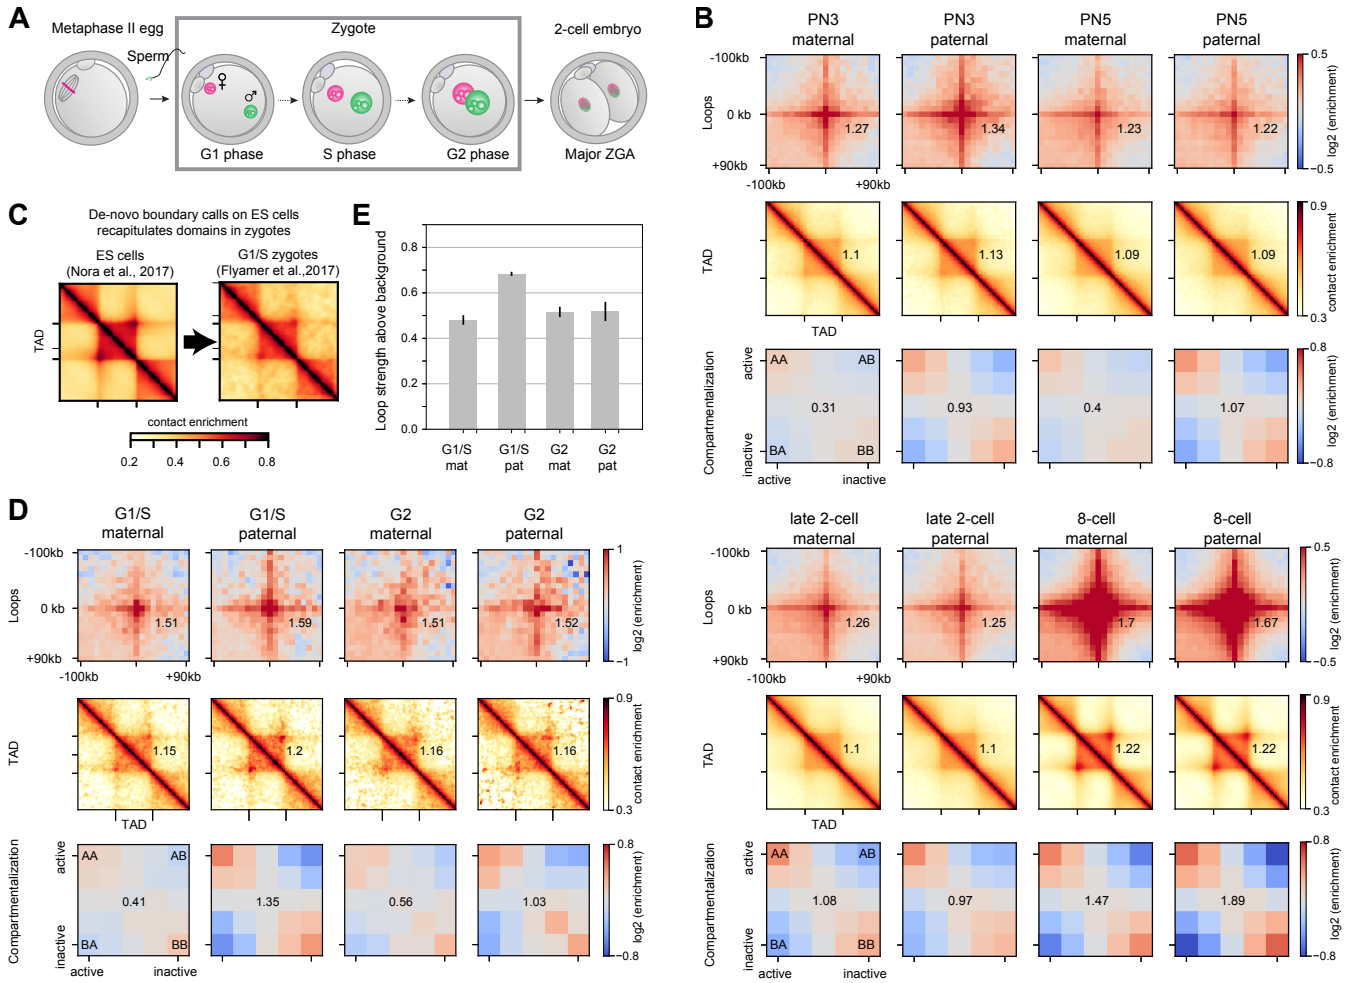 A
Metaphase II egg
Zygote
2-cell embryo
Sperm
♀
♂
G1 phase
S phase
G2 phase
Major ZGA
B
PN3
maternal
PN3
paternal
PN5
maternal
PN5
paternal
Loops
-100kb
0 kb
+90kb
1.27
1.34
1.23
1.22
-100kb
+90kb
0.5
−0.5
log2 (enrichment)
TAD
1.1
1.13
1.09
1.09
TAD
0.9
0.3
contact enrichment
Compartmentalization
active
inactive
AA
AB
BA
BB
0.31
0.93
0.4
1.07
active
inactive
0.8
−0.8
log2 (enrichment)
late 2-cell
maternal
late 2-cell
paternal
8-cell
maternal
8-cell
paternal
Loops
-100kb
0 kb
+90kb
1.26
1.25
1.7
1.67
-100kb
+90kb
0.5
−0.5
log2 (enrichment)
TAD
1.1
1.1
1.22
1.22
TAD
0.9
0.3
contact enrichment
Compartmentalization
active
inactive
AA
AB
BA
BB
1.08
0.97
1.47
1.89
active
inactive
0.8
−0.8
log2 (enrichment)
C
De-novo boundary calls on ES cells
recapitulates domains in zygotes
ES cells
(Nora et al., 2017)
G1/S zygotes
(Flyamer et al.,2017)
TAD
contact enrichment
0.2
0.4
0.6
0.8
E
Loop strength above background
0.8
0.6
0.4
0.2
0.0
G1/S
mat
G1/S
pat
G2
mat
G2
pat
D
G1/S
maternal
G1/S
paternal
G2
maternal
G2
paternal
Loops
-100kb
0 kb
+90kb
1.51
1.59
1.51
1.52
-100kb
+90kb
1
−1
log2 (enrichment)
TAD
1.15
1.2
1.16
1.16
TAD
0.9
0.3
contact enrichment
Compartmentalization
active
inactive
AA
AB
BA
BB
0.41
1.35
0.56
1.03
active
inactive
0.8
−0.8
log2 (enrichment)